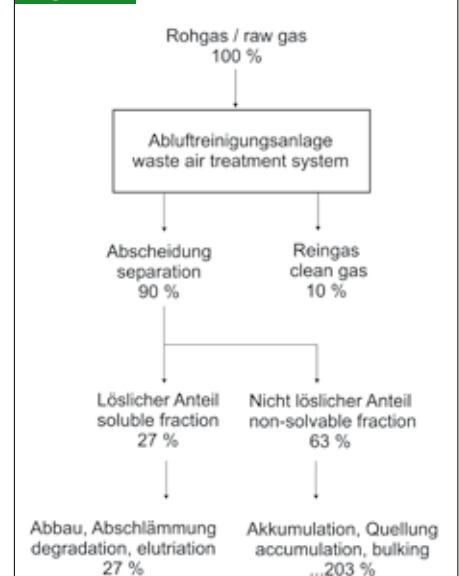 Rohgas / raw gas
100 %
Abluftreinigungsanlage
waste air treatment system
Abscheidung
separation
90 %
Reingas
clean gas
10 %
Löslicher Anteil
soluble fraction
27 %
Nicht löslicher Anteil
non-solvable fraction
63 %
Abbau, Abschlämmung
degradation, elutriation
27 %
Akkumulation, Quellung
accumulation, bulking
...203 %